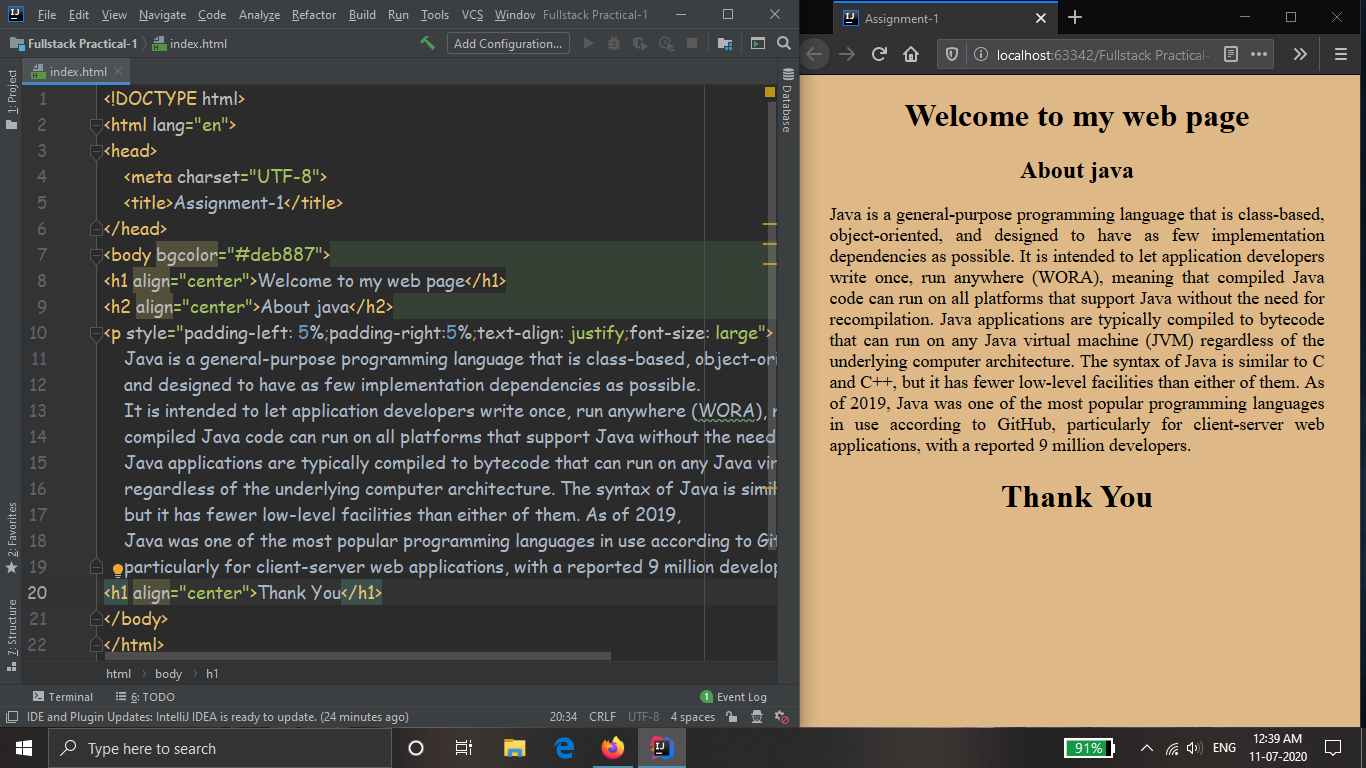 File Edit View Navigate Code Analyze Refactor Build Run Tools VCS Window Fullstack Practical-1
Fullstack Practical-1 index.html Add Configuration...
index.html
1: Project
Database
2: Favorites
7: Structure
1 <!DOCTYPE html>
2 <html lang="en">
3 <head>
4 <meta charset="UTF-8">
5 <title>Assignment-1</title>
6 </head>
7 <body bgcolor="#deb887">
8 <h1 align="center">Welcome to my web page</h1>
9 <h2 align="center">About java</h2>
10 <p style="padding-left: 5%;padding-right:5%;text-align: justify;font-size: large">
11 Java is a general-purpose programming language that is class-based, object-ori
12 and designed to have as few implementation dependencies as possible.
13 It is intended to let application developers write once, run anywhere (WORA),
14 compiled Java code can run on all platforms that support Java without the need
15 Java applications are typically compiled to bytecode that can run on any Java vir
16 regardless of the underlying computer architecture. The syntax of Java is simil
17 but it has fewer low-level facilities than either of them. As of 2019,
18 Java was one of the most popular programming languages in use according to Git
19 particularly for client-server web applications, with a reported 9 million develop
20 <h1 align="center">Thank You</h1>
21 </body>
22 </html>
html body h1
Terminal 6: TODO 1 Event Log
IDE and Plugin Updates: IntelliJ IDEA is ready to update. (24 minutes ago) 20:34 CRLF UTF-8 4 spaces
Assignment-1
localhost:63342/Fullstack Practical-
Welcome to my web page
About java
Java is a general-purpose programming language that is class-based,
object-oriented, and designed to have as few implementation
dependencies as possible. It is intended to let application developers
write once, run anywhere (WORA), meaning that compiled Java
code can run on all platforms that support Java without the need for
recompilation. Java applications are typically compiled to bytecode
that can run on any Java virtual machine (JVM) regardless of the
underlying computer architecture. The syntax of Java is similar to C
and C++, but it has fewer low-level facilities than either of them. As
of 2019, Java was one of the most popular programming languages
in use according to GitHub, particularly for client-server web
applications, with a reported 9 million developers.
Thank You
Type here to search 91% ENG 12:39 AM
11-07-2020